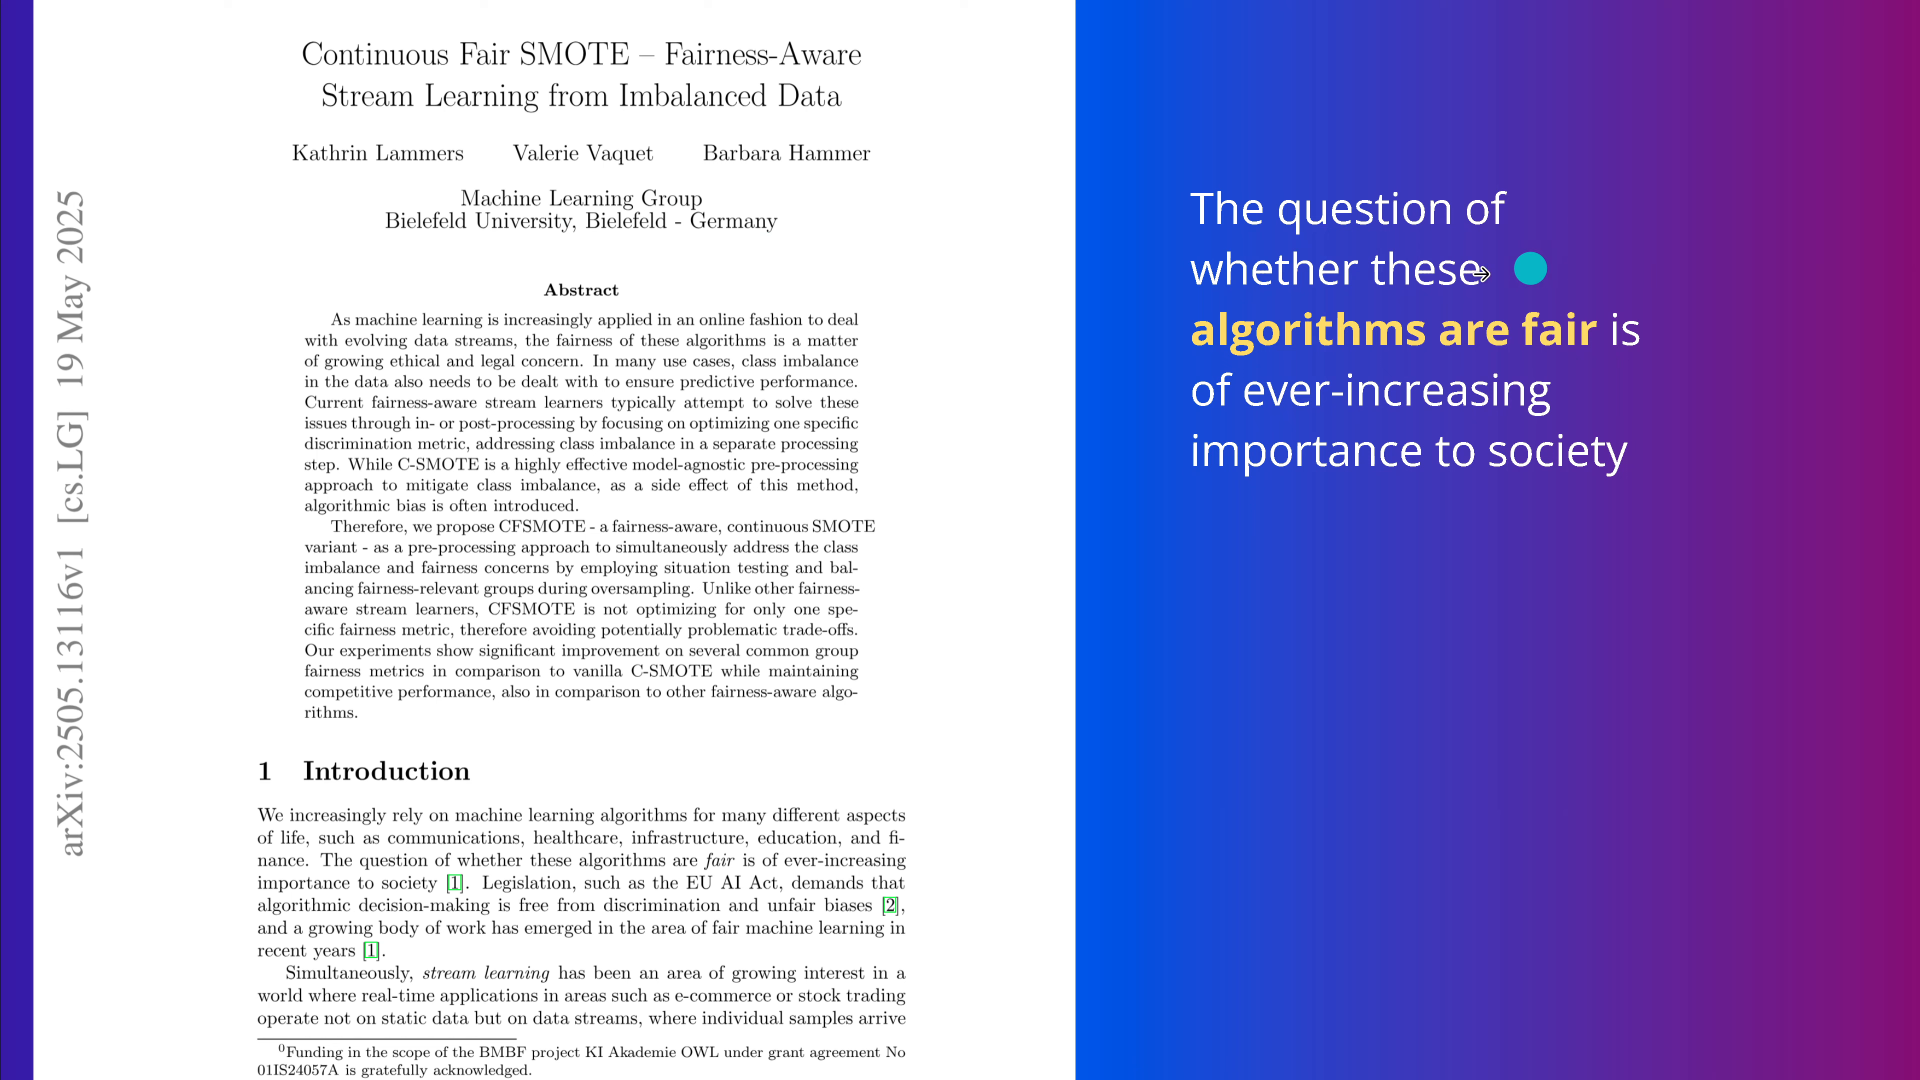 arXiv:2505.13116v1 [cs.LG] 19 May 2025
Continuous Fair SMOTE – Fairness-Aware
Stream Learning from Imbalanced Data
Kathrin Lammers Valerie Vaquet Barbara Hammer
Machine Learning Group
Bielefeld University, Bielefeld - Germany
Abstract
As machine learning is increasingly applied in an online fashion to deal
with evolving data streams, the fairness of these algorithms is a matter
of growing ethical and legal concern. In many use cases, class imbalance
in the data also needs to be dealt with to ensure predictive performance.
Current fairness-aware stream learners typically attempt to solve these
issues through in- or post-processing by focusing on optimizing one specific
discrimination metric, addressing class imbalance in a separate processing
step. While C-SMOTE is a highly effective model-agnostic pre-processing
approach to mitigate class imbalance, as a side effect of this method,
algorithmic bias is often introduced.
Therefore, we propose CFSMOTE - a fairness-aware, continuous SMOTE
variant - as a pre-processing approach to simultaneously address the class
imbalance and fairness concerns by employing situation testing and bal-
ancing fairness-relevant groups during oversampling. Unlike other fairness-
aware stream learners, CFSMOTE is not optimizing for only one spe-
cific fairness metric, therefore avoiding potentially problematic trade-offs.
Our experiments show significant improvement on several common group
fairness metrics in comparison to vanilla C-SMOTE while maintaining
competitive performance, also in comparison to other fairness-aware algo-
rithms.
1 Introduction
We increasingly rely on machine learning algorithms for many different aspects
of life, such as communications, healthcare, infrastructure, education, and fi-
nance. The question of whether these algorithms are fair is of ever-increasing
importance to society [1]. Legislation, such as the EU AI Act, demands that
algorithmic decision-making is free from discrimination and unfair biases [2],
and a growing body of work has emerged in the area of fair machine learning in
recent years [1].
Simultaneously, stream learning has been an area of growing interest in a
world where real-time applications in areas such as e-commerce or stock trading
operate not on static data but on data streams, where individual samples arrive
0Funding in the scope of the BMBF project KI Akademie OWL under grant agreement No
01IS24057A is gratefully acknowledged.
The question of
whether these
algorithms are fair is
of ever-increasing
importance to society